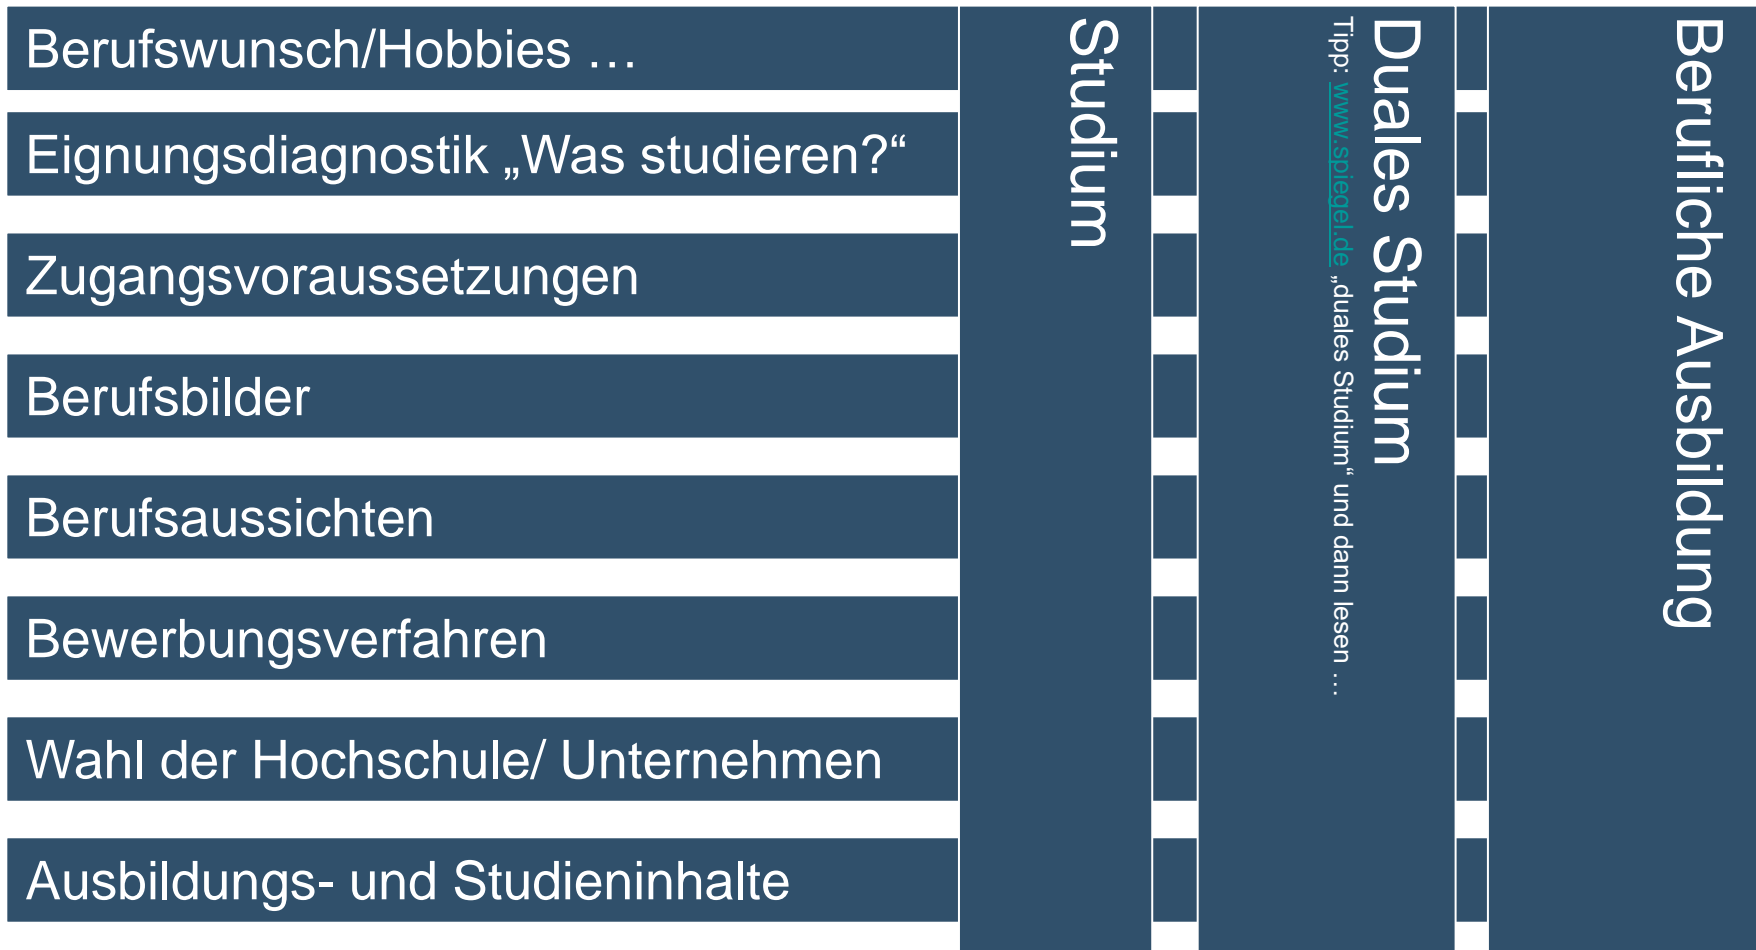 Berufswunsch/Hobbies …
Eignungsdiagnostik „Was studieren?“
Zugangsvoraussetzungen
Berufsbilder
Berufsaussichten
Bewerbungsverfahren
Wahl der Hochschule/ Unternehmen
Ausbildungs- und Studieninhalte
Studium
Duales Studium
Tipp: www.spiegel.de „duales Studium“ und dann lesen …
Berufliche Ausbildung